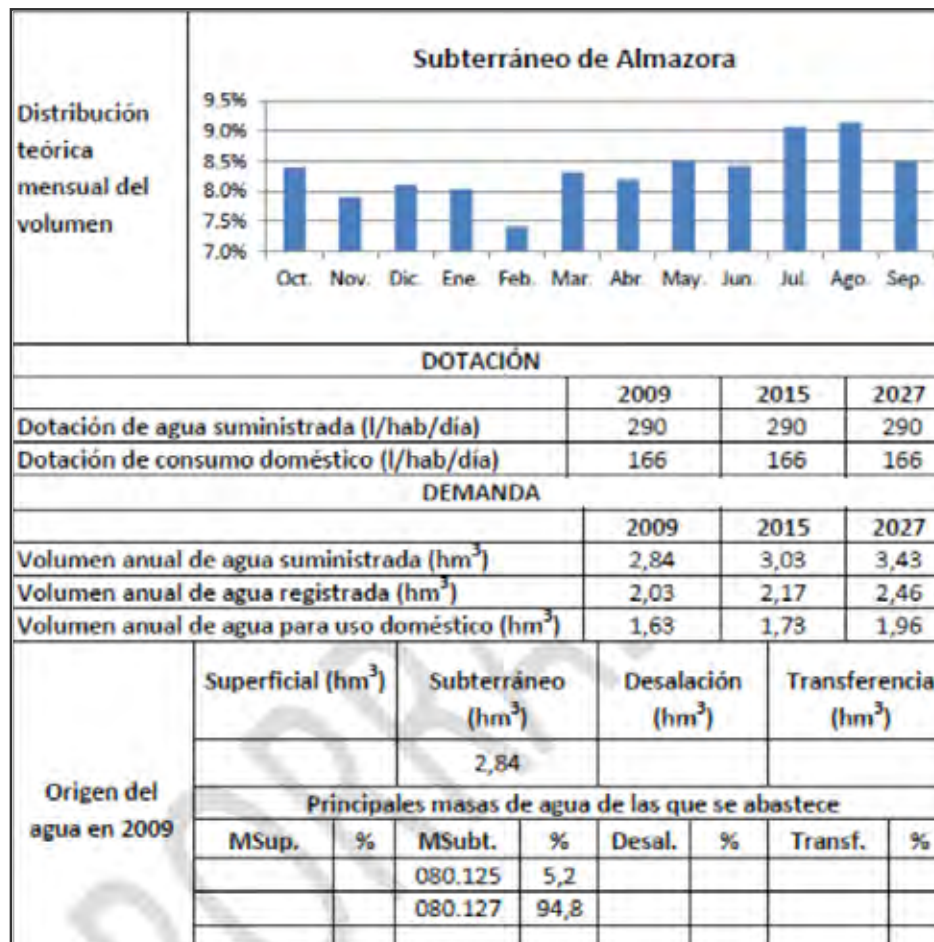 Distribución
teórica
mensual del
volumen
Subterráneo de Almazora
9.5%
9.0%
8.5%
8.0%
7.5%
7.0%
Oct. Nov. Dic. Ene. Feb. Mar. Abr. May. Jun. Jul. Ago. Sep.
DOTACIÓN
2009 2015 2027
Dotación de agua suministrada (l/hab/día) 290 290 290
Dotación de consumo doméstico (l/hab/día) 166 166 166
DEMANDA
2009 2015 2027
Volumen anual de agua suministrada (hm³) 2,84 3,03 3,43
Volumen anual de agua registrada (hm³) 2,03 2,17 2,46
Volumen anual de agua para uso doméstico (hm³) 1,63 1,73 1,96
Origen del
agua en 2009
Superficial (hm³) Subterráneo Desalación Transferencia
(hm³) (hm³) (hm³)
2,84
Principales masas de agua de las que se abastece
MSup. % MSubt. % Desal. % Transf. %
080.125 5,2
080.127 94,8